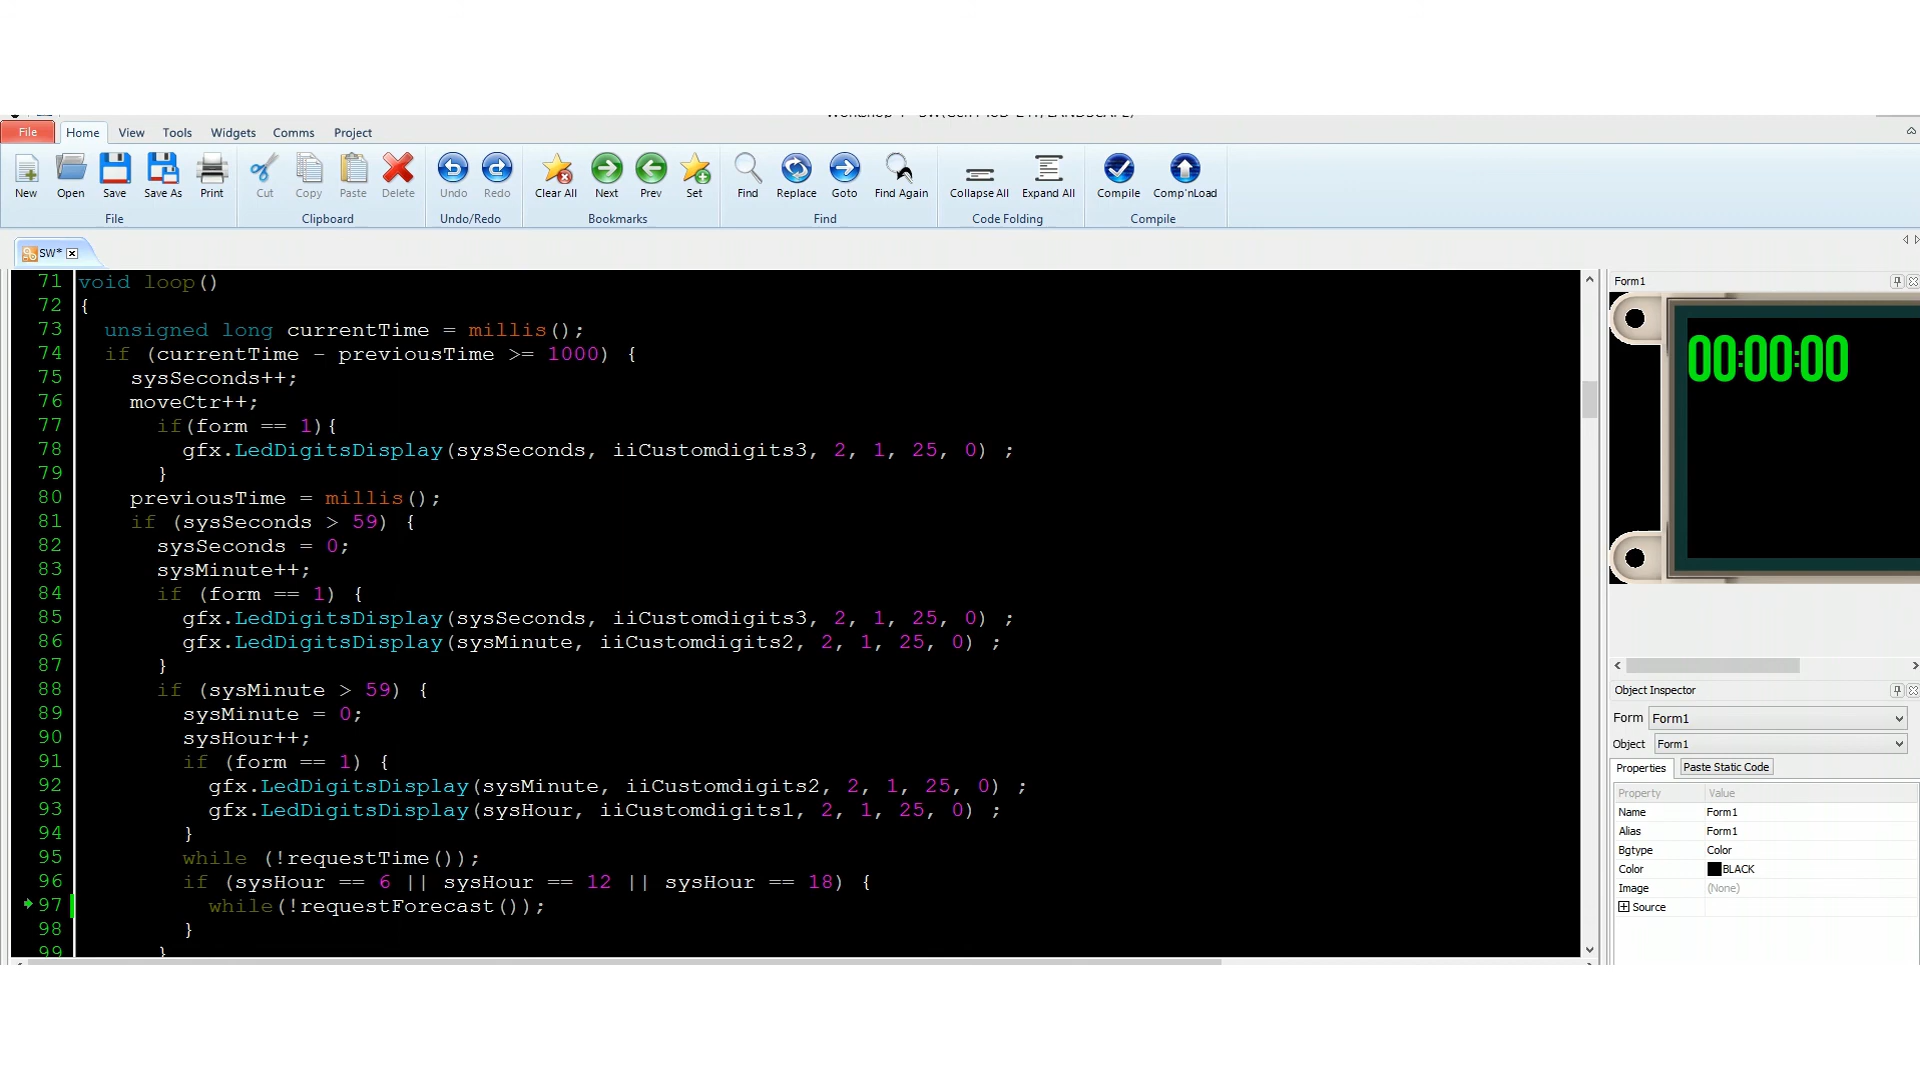 File Home View Tools Widgets Comms Project
New Open Save Save As Print Cut Copy Paste Delete Undo Redo Clear All Next Prev Set Find Replace Goto Find Again Collapse All Expand All Compile Comp'nLoad
File Clipboard Undo/Redo Bookmarks Find Code Folding Compile
SW*
71 void loop()
72 {
73 unsigned long currentTime = millis();
74 if (currentTime - previousTime >= 1000) {
75 sysSeconds++;
76 moveCtr++;
77 if(form == 1){
78 gfx.LedDigitsDisplay(sysSeconds, iiCustomdigits3, 2, 1, 25, 0) ;
79 }
80 previousTime = millis();
81 if (sysSeconds > 59) {
82 sysSeconds = 0;
83 sysMinute++;
84 if (form == 1) {
85 gfx.LedDigitsDisplay(sysSeconds, iiCustomdigits3, 2, 1, 25, 0) ;
86 gfx.LedDigitsDisplay(sysMinute, iiCustomdigits2, 2, 1, 25, 0) ;
87 }
88 if (sysMinute > 59) {
89 sysMinute = 0;
90 sysHour++;
91 if (form == 1) {
92 gfx.LedDigitsDisplay(sysMinute, iiCustomdigits2, 2, 1, 25, 0) ;
93 gfx.LedDigitsDisplay(sysHour, iiCustomdigits1, 2, 1, 25, 0) ;
94 }
95 while (!requestTime());
96 if (sysHour == 6 || sysHour == 12 || sysHour == 18) {
97 while(!requestForecast());
98 }
99 }
Form1
00:00:00
Object Inspector
Form Form1
Object Form1
Properties Paste Static Code
Property Value
Name Form1
Alias Form1
Bgtype Color
Color BLACK
Image (None)
Source